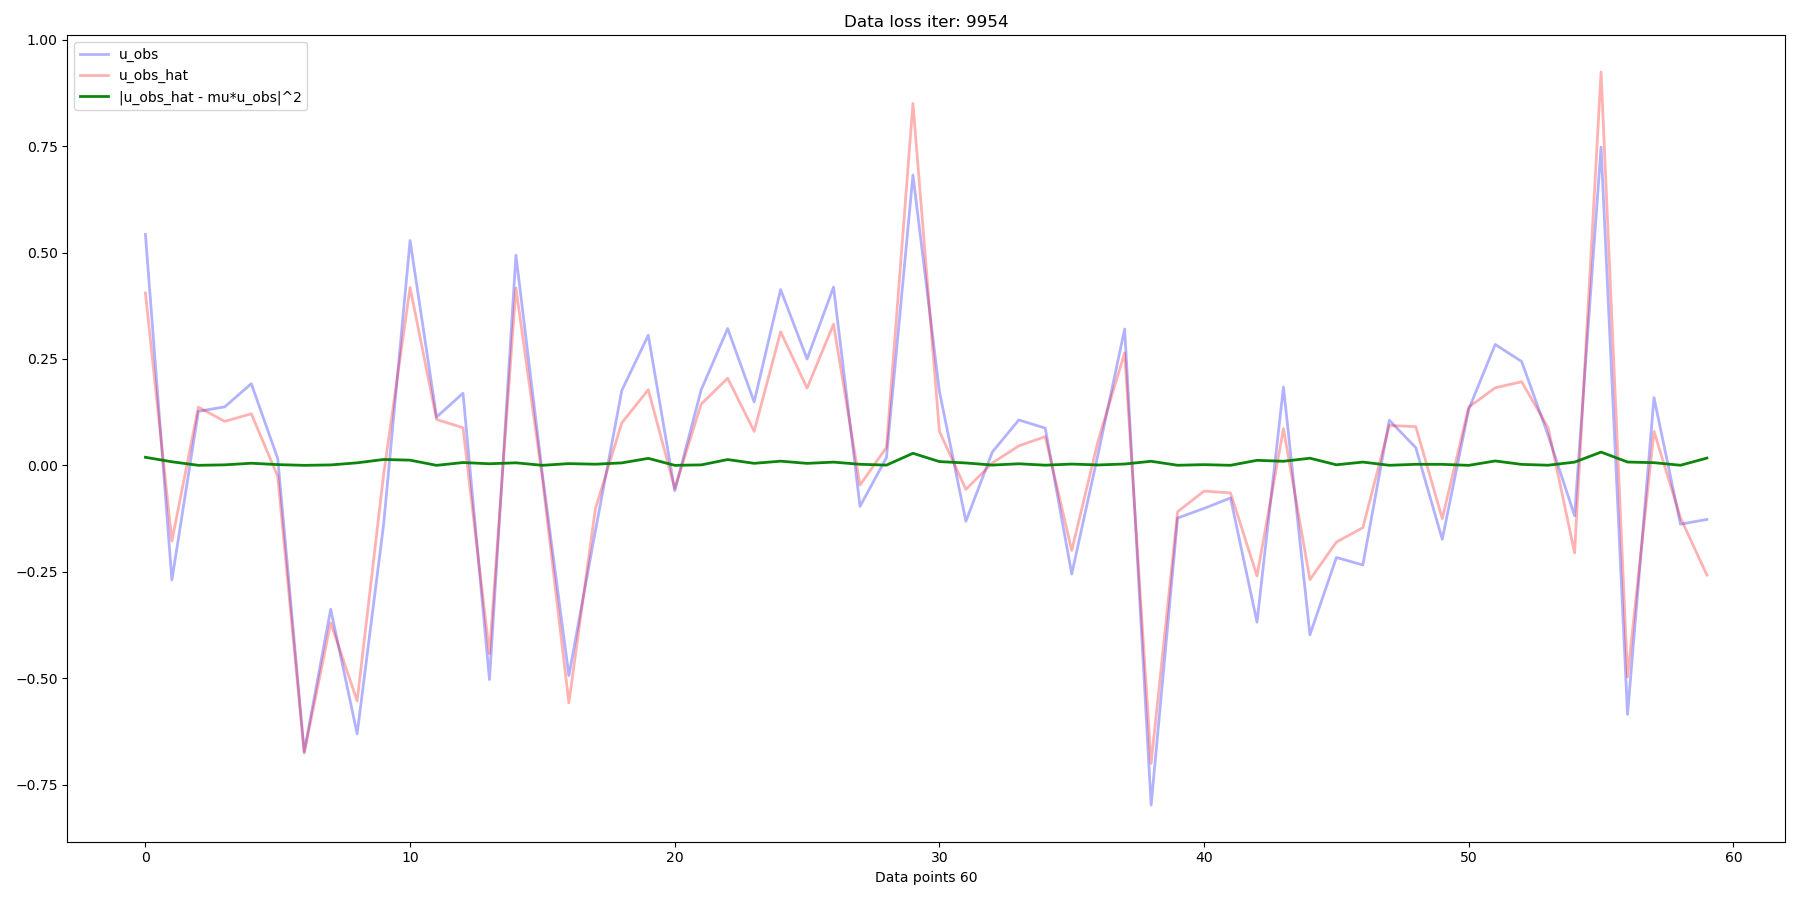 Data loss iter: 9954
u_obs
u_obs_hat
|u_obs_hat - mu*u_obs|^2
1.00
0.75
0.50
0.25
0.00
−0.25
−0.50
−0.75
0 10 20 30 40 50 60
Data points 60